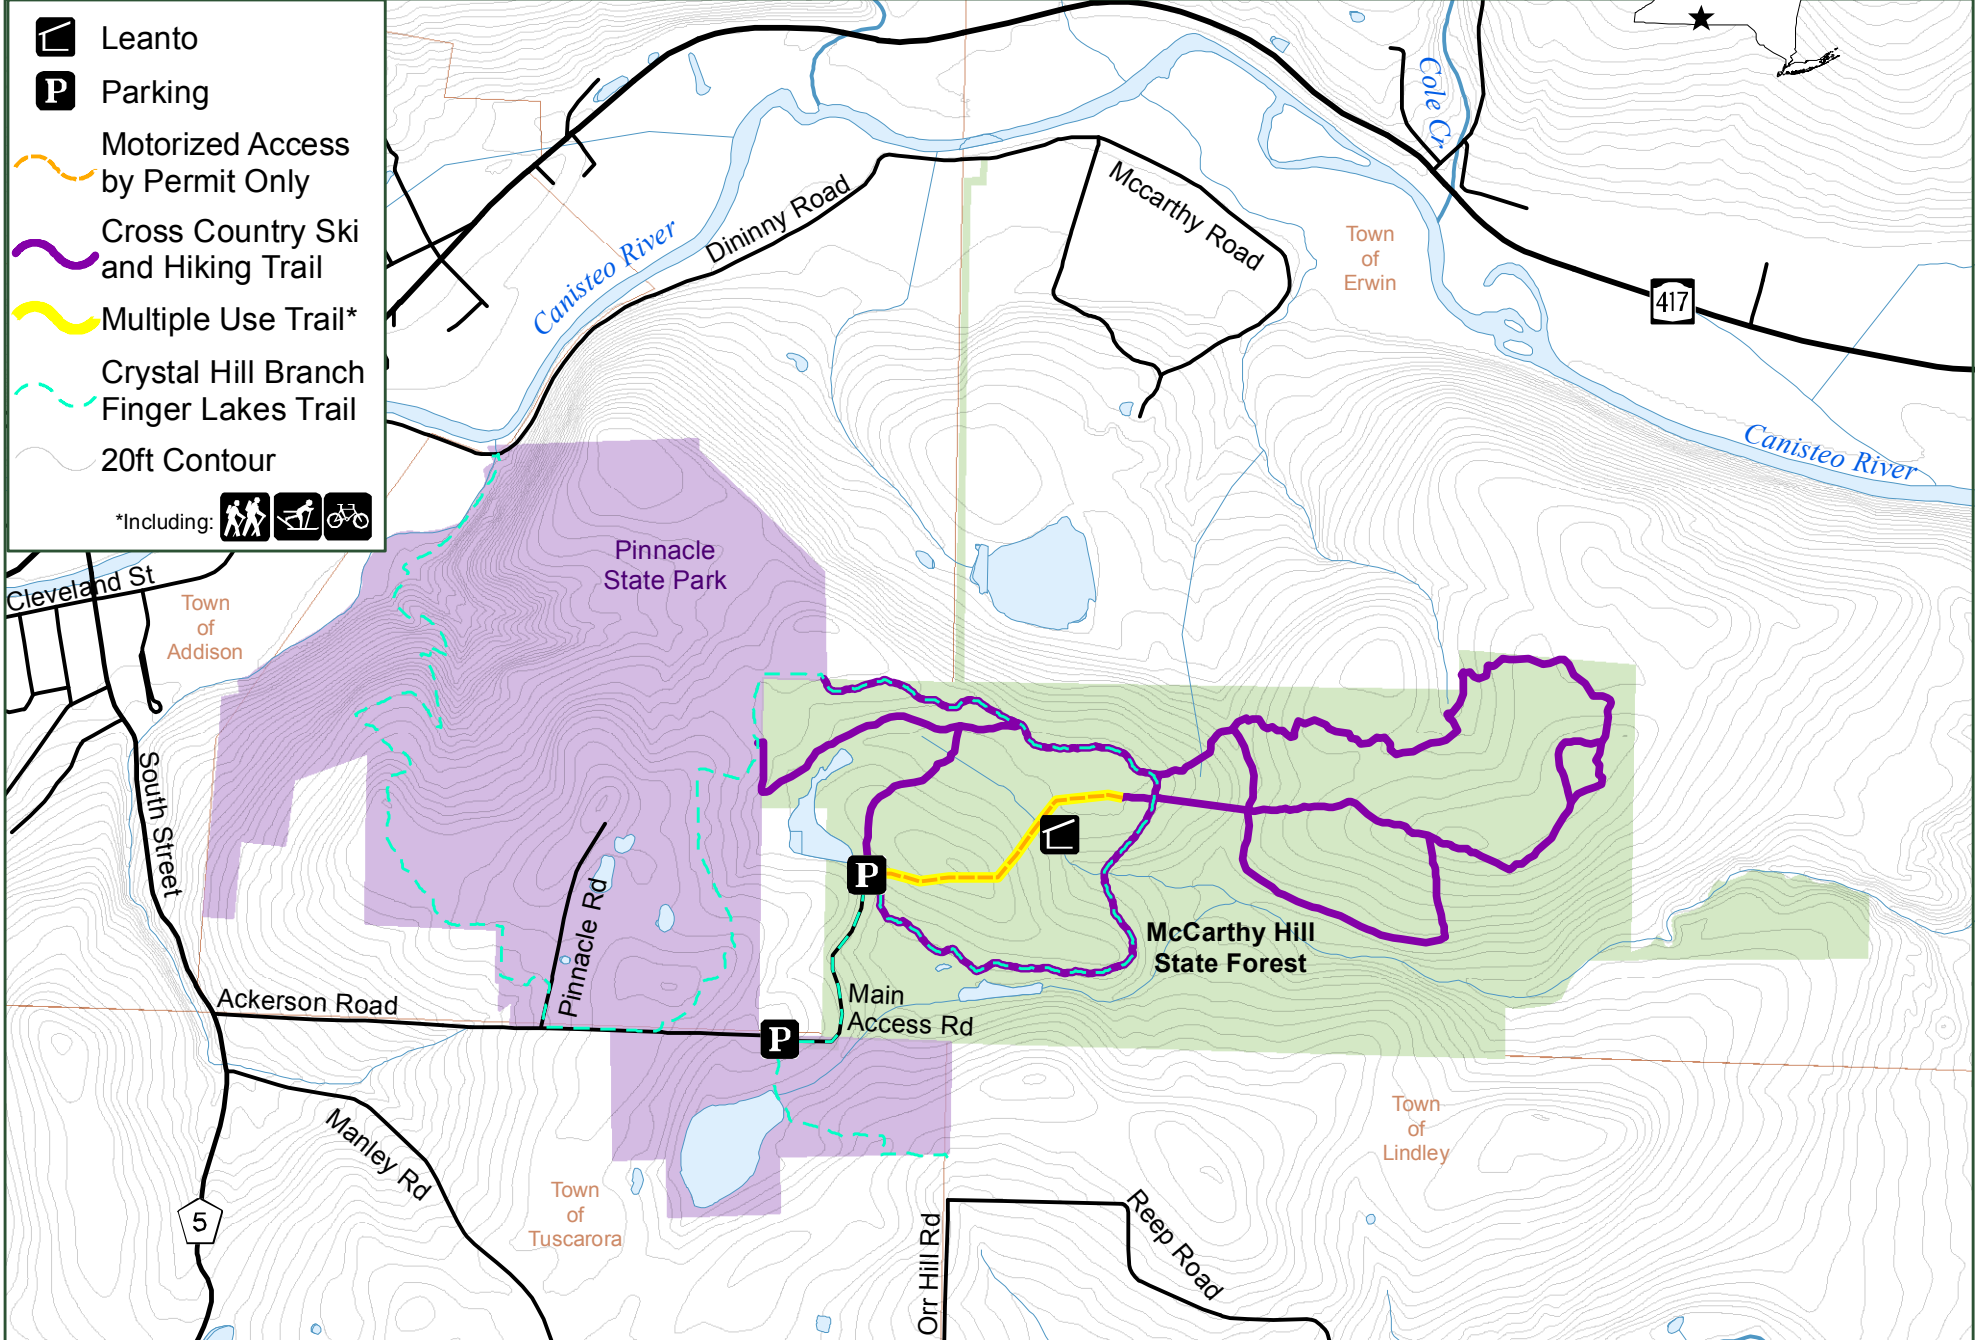 Leanto
P
Parking
Motorized Access
by Permit Only
Cross Country Ski
and Hiking Trail
Multiple Use Trail*
Crystal Hill Branch
Finger Lakes Trail
20ft Contour
*Including:
Cole Cr
Mccarthy Road
Dininny Road
Canisteo River
Town
of
Erwin
417
Canisteo River
Pinnacle
State Park
Cleveland St
Town
of
Addison
South Street
P
Pinnacle Rd
McCarthy Hill
State Forest
Ackerson Road
Main
Access Rd
P
Manley Rd
Town
of
Lindley
Town
of
Tuscarora
5
Orr Hill Rd
Reep Road